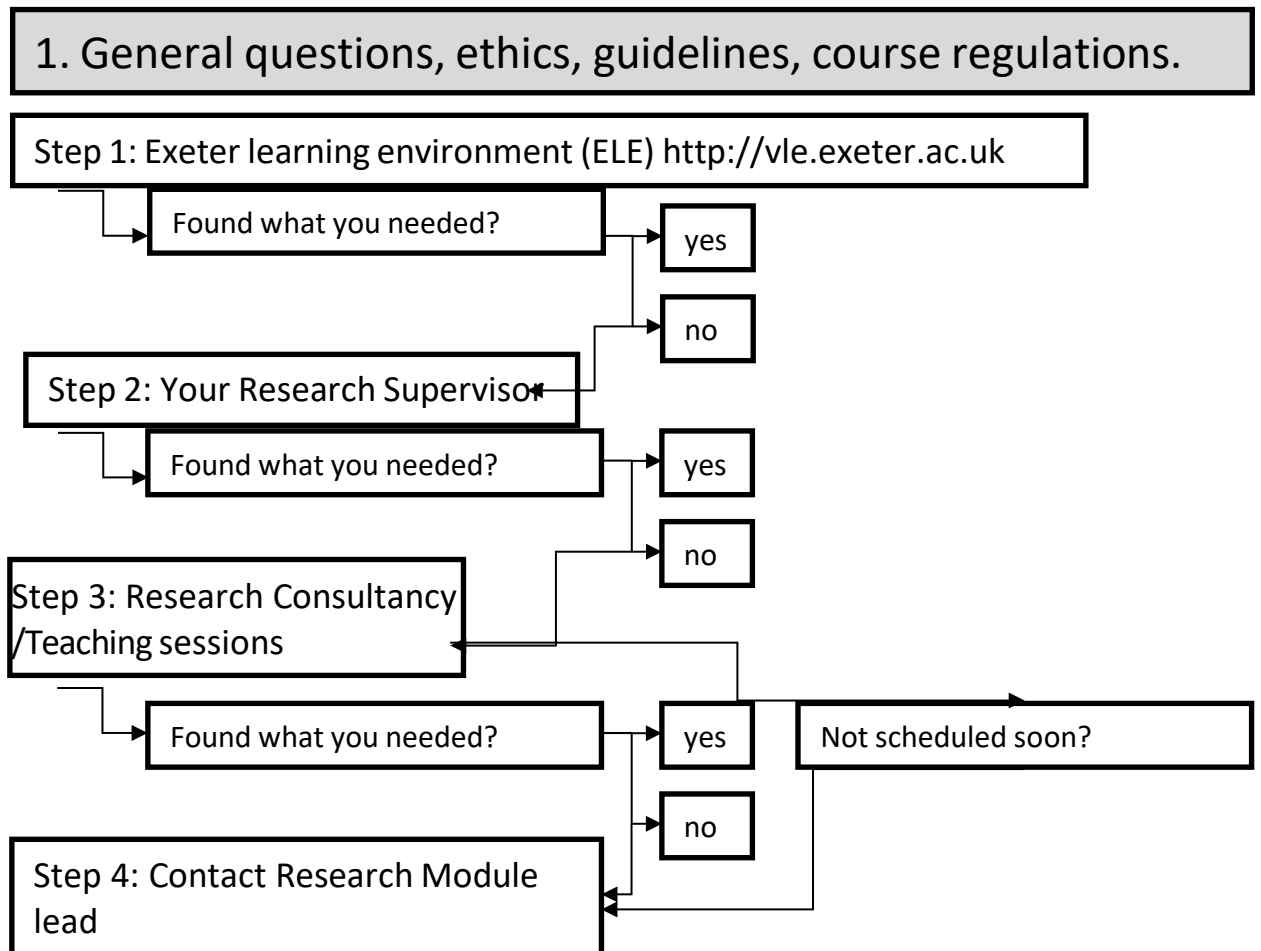 1. General questions, ethics, guidelines, course regulations.
Step 1: Exeter learning environment (ELE) http://vle.exeter.ac.uk
Found what you needed?
yes
no
Step 2: Your Research Supervisor
Found what you needed?
yes
no
Step 3: Research Consultancy
/Teaching sessions
Found what you needed?
yes
Not scheduled soon?
no
Step 4: Contact Research Module
lead